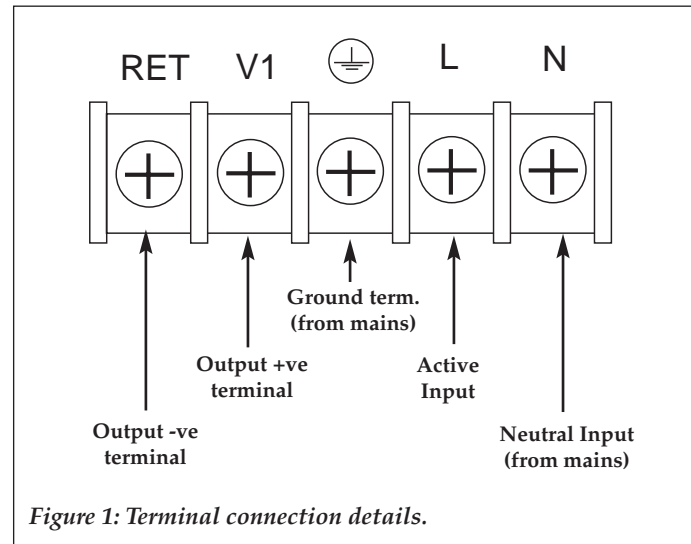 RET V1 L N
Ground term.
(from mains)
Output +ve
terminal
Active
Input
Output -ve
terminal
Neutral Input
(from mains)
Figure 1: Terminal connection details.